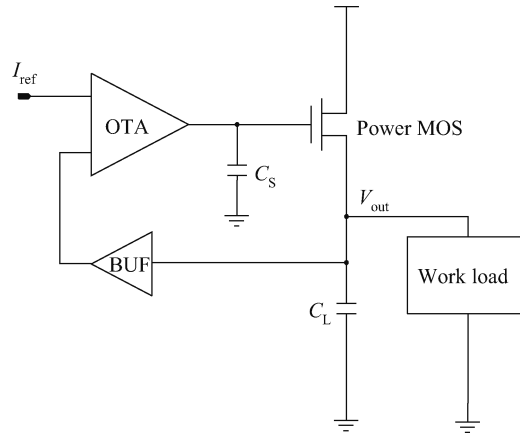 I_ref
OTA
Power MOS
C_S
V_out
BUF
Work load
C_L